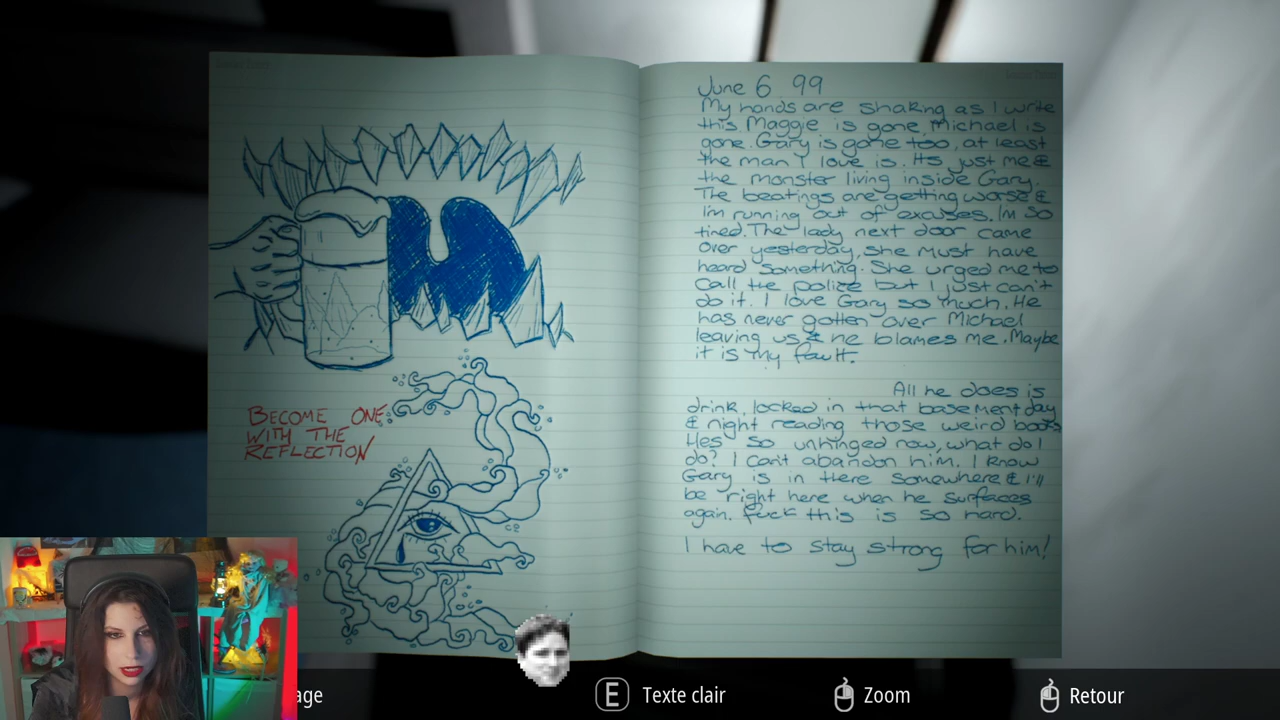 BECOME ONE
WITH THE
REFLECTION
June 6 99
My hands are shaking as I write
this Maggie is gone, Michael is
gone. Gary is gone too, at least
the man I love is. Its just me &
the monster living inside Gary.
The beatings are getting worse &
I'm running out of excuses. Im so
tired. The lady next door came
over yesterday, she must have
heard something. She urged me to
call the police but I just can't
do it. I love Gary so much. He
has never gotten over Michael
leaving us & he blames me. Maybe
it is my fault.
All he does is
drink, locked in that basement day
& night reading those weird books
Hes so unhinged now, what do I
do? I cant abandon him. I know
Gary is in there somewhere & I'll
be right here when he surfaces
again. Fuck this is so hard.
I have to stay strong for him!
age
E Texte clair
Zoom
Retour